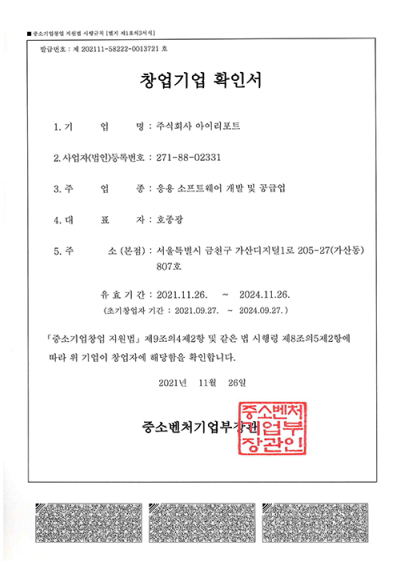 ■ 중소기업창업 지원법 시행규칙 [별지 제1호의3서식]
발급번호 : 제 202111-58222-0013721 호
창업기업 확인서
1. 기 업 명 : 주식회사 아이리포트
2. 사업자(법인)등록번호 : 271-88-02331
3. 주 업 종 : 응용 소프트웨어 개발 및 공급업
4. 대 표 자 : 호종광
5. 주 소 (본점) : 서울특별시 금천구 가산디지털1로 205-27(가산동)
807호
유 효 기 간 : 2021.11.26. ~ 2024.11.26.
(초기창업자 기간 : 2021.09.27. ~ 2024.09.27.)
「중소기업창업 지원법」 제9조의4제2항 및 같은 법 시행령 제8조의5제2항에
따라 위 기업이 창업자에 해당함을 확인합니다.
2021년 11월 26일
중소벤처기업부장관
중소벤처
기업부
장관인